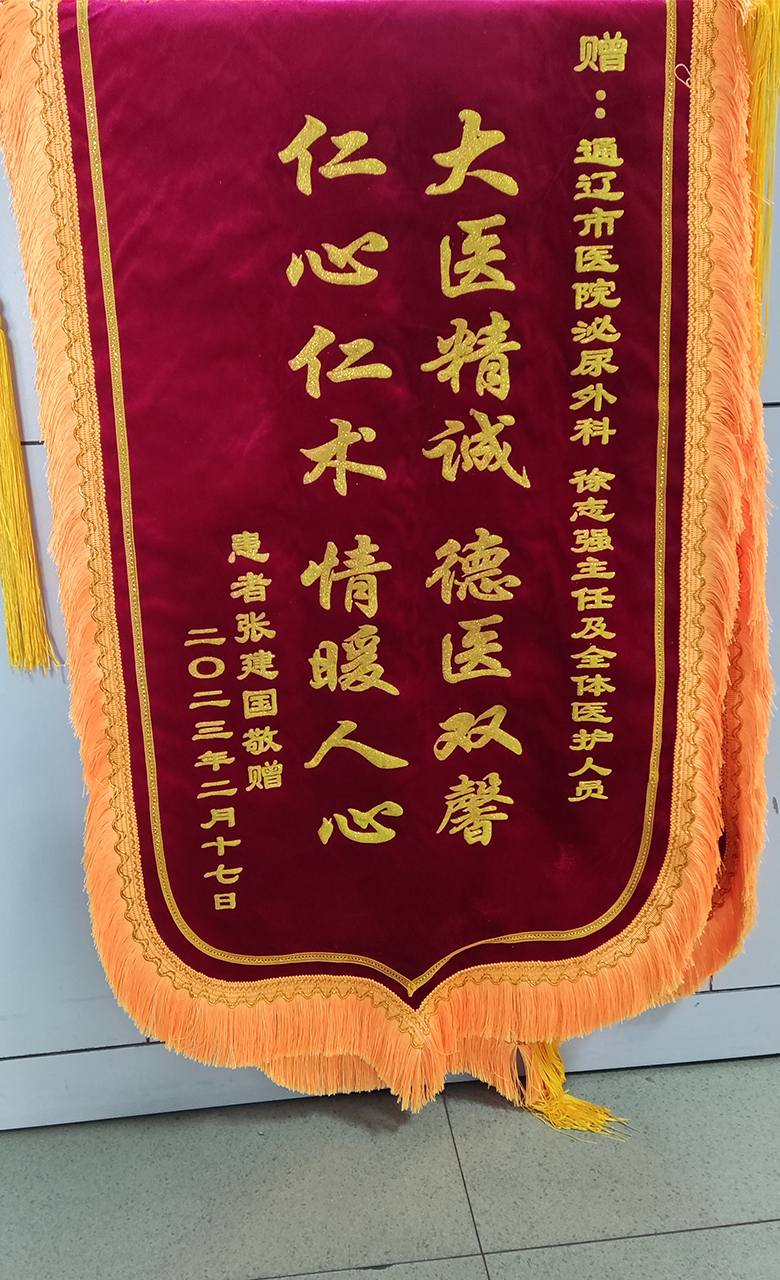 赠：通辽市医院泌尿外科 徐志强主任及全体医护人员
大医精诚 德医双馨
仁心仁术 情暖人心
患者张建国敬赠
二〇二三年二月十七日